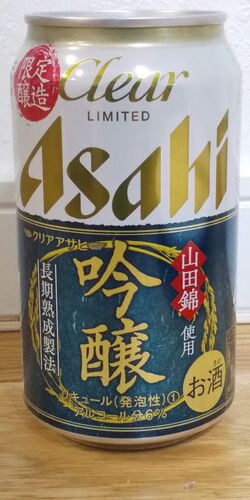 限定
醸造
Clear
LIMITED
Asahi
クリアアサヒ
吟醸
山田錦
使用
長期熟成製法
リキュール(発泡性)①
アルコール分6%
お酒